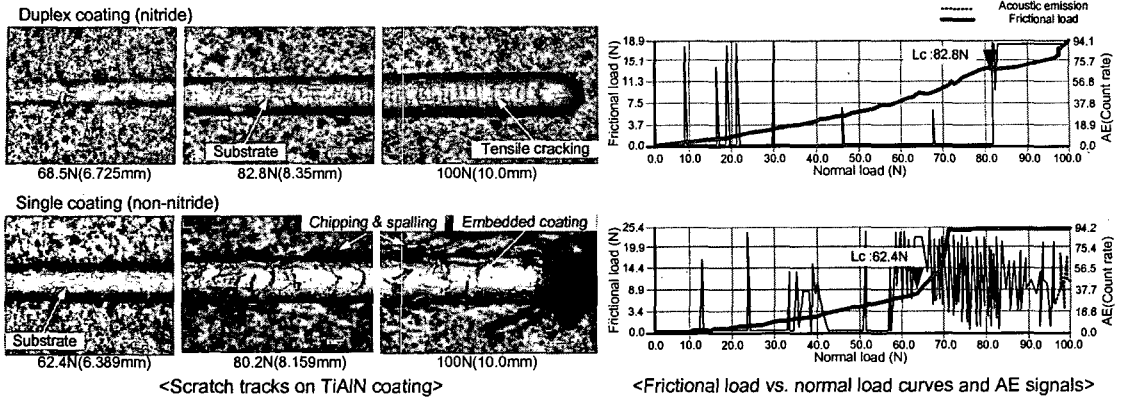 Duplex coating (nitride)
Substrate
Tensile cracking
68.5N(6.725mm)
82.8N(8.35mm)
100N(10.0mm)
Single coating (non-nitride)
Chipping & spalling
Embedded coating
Substrate
62.4N(6.389mm)
80.2N(8.159mm)
100N(10.0mm)
<Scratch tracks on TiAlN coating>
Acoustic emission
Frictional load
Frictional load (N)
18.9
15.1
11.3
7.5
3.7
0.0
Lc :82.8N
94.1
75.7
56.8
37.8
18.9
0.0
AE(Count rate)
0.0 10.0 20.0 30.0 40.0 50.0 60.0 70.0 80.0 90.0 100.0
Normal load (N)
Frictional load (N)
25.4
19.9
14.4
8.9
3.4
0.0
Lc :62.4N
94.2
75.4
56.5
37.7
18.8
0.0
AE(Count rate)
0.0 10.0 20.0 30.0 40.0 50.0 60.0 70.0 80.0 90.0 100.0
Normal load (N)
<Frictional load vs. normal load curves and AE signals>